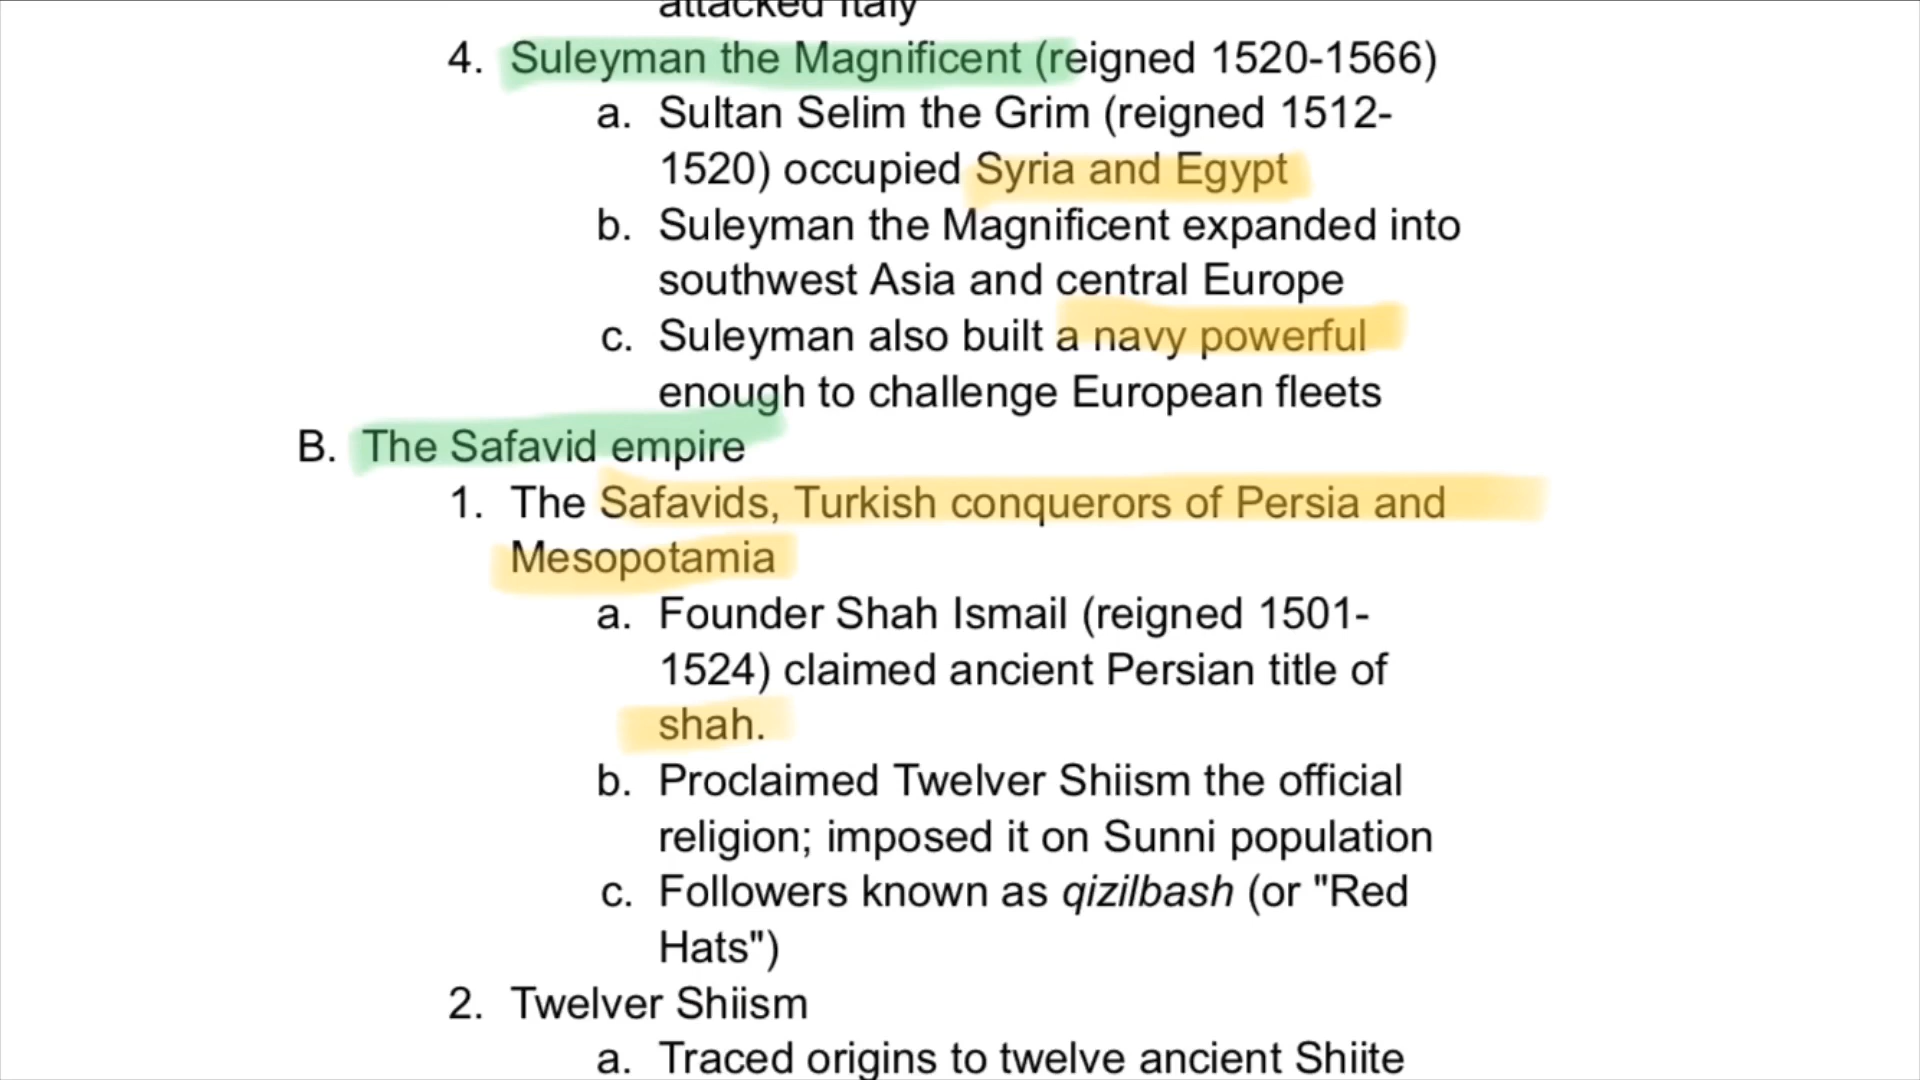 attacked Italy
4. Suleyman the Magnificent (reigned 1520-1566)
a. Sultan Selim the Grim (reigned 1512-
1520) occupied Syria and Egypt
b. Suleyman the Magnificent expanded into
southwest Asia and central Europe
c. Suleyman also built a navy powerful
enough to challenge European fleets
B. The Safavid empire
1. The Safavids, Turkish conquerors of Persia and
Mesopotamia
a. Founder Shah Ismail (reigned 1501-
1524) claimed ancient Persian title of
shah.
b. Proclaimed Twelver Shiism the official
religion; imposed it on Sunni population
c. Followers known as qizilbash (or "Red
Hats")
2. Twelver Shiism
a. Traced origins to twelve ancient Shiite